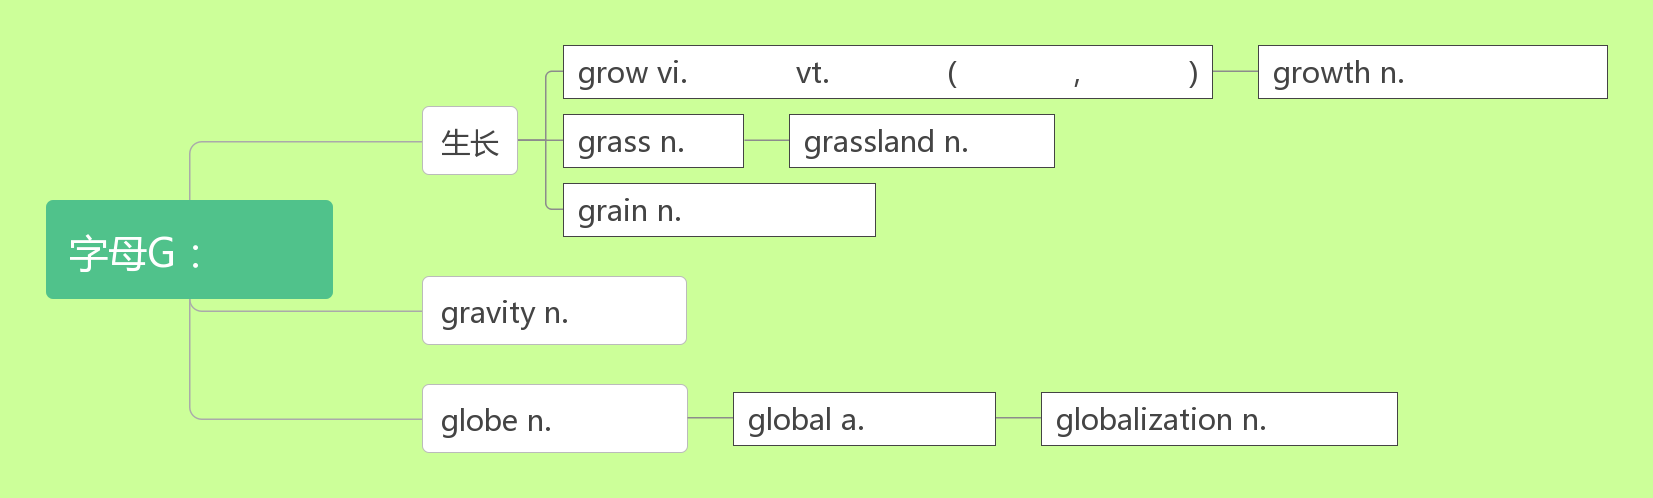 grow vi. vt. ( , ) growth n.
生长
grass n. grassland n.
grain n.
字母G：
gravity n.
globe n. global a. globalization n.